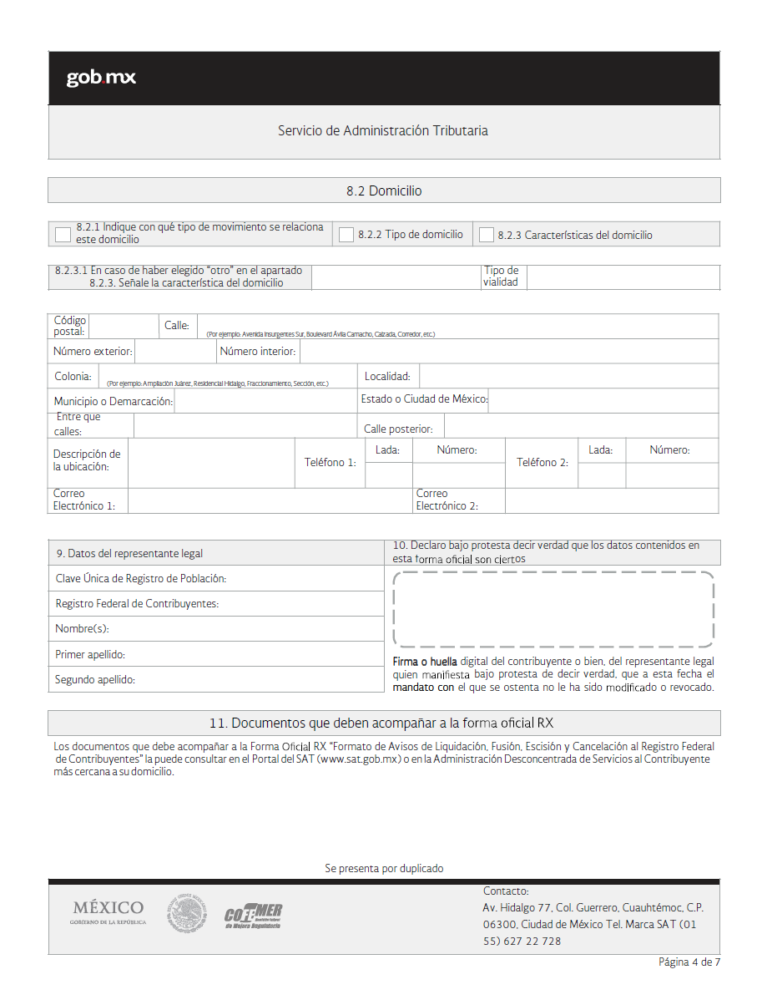 gob.mx
Servicio de Administración Tributaria
8.2 Domicilio
8.2.1 Indique con qué tipo de movimiento se relaciona
este domicilio
8.2.2 Tipo de domicilio
8.2.3 Características del domicilio
8.2.3.1 En caso de haber elegido “otro” en el apartado
8.2.3. Señale la característica del domicilio
Tipo de
vialidad
Código
postal:
Calle:
(Por ejemplo: Avenida Insurgentes Sur, Boulevard Ávila Camacho, Calzada, Corredor, etc.)
Número exterior:
Número interior:
Colonia:
(Por ejemplo: Ampliación Juárez, Residencial Hidalgo, Fraccionamiento, Sección, etc.)
Localidad:
Municipio o Demarcación:
Estado o Ciudad de México:
Entre que
calles:
Calle posterior:
Descripción de
la ubicación:
Teléfono 1:
Lada:
Número:
Teléfono 2:
Lada:
Número:
Correo
Electrónico 1:
Correo
Electrónico 2:
9. Datos del representante legal
Clave Única de Registro de Población:
Registro Federal de Contribuyentes:
Nombre(s):
Primer apellido:
Segundo apellido:
10. Declaro bajo protesta decir verdad que los datos contenidos en
esta forma oficial son ciertos
Firma o huella digital del contribuyente o bien, del representante legal
quien manifiesta bajo protesta de decir verdad, que a esta fecha el
mandato con el que se ostenta no le ha sido modificado o revocado.
11. Documentos que deben acompañar a la forma oficial RX
Los documentos que debe acompañar a la Forma Oficial RX “Formato de Avisos de Liquidación, Fusión, Escisión y Cancelación al Registro Federal
de Contribuyentes” la puede consultar en el Portal del SAT (www.sat.gob.mx) o en la Administración Desconcentrada de Servicios al Contribuyente
más cercana a su domicilio.
Se presenta por duplicado
MÉXICO
GOBIERNO DE LA REPÚBLICA
ESTADOS UNIDOS MEXICANOS
COFEMER
Comisión Federal
de Mejora Regulatoria
Contacto:
Av. Hidalgo 77, Col. Guerrero, Cuauhtémoc, C.P.
06300, Ciudad de México Tel. Marca SAT (01
55) 627 22 728
Página 4 de 7